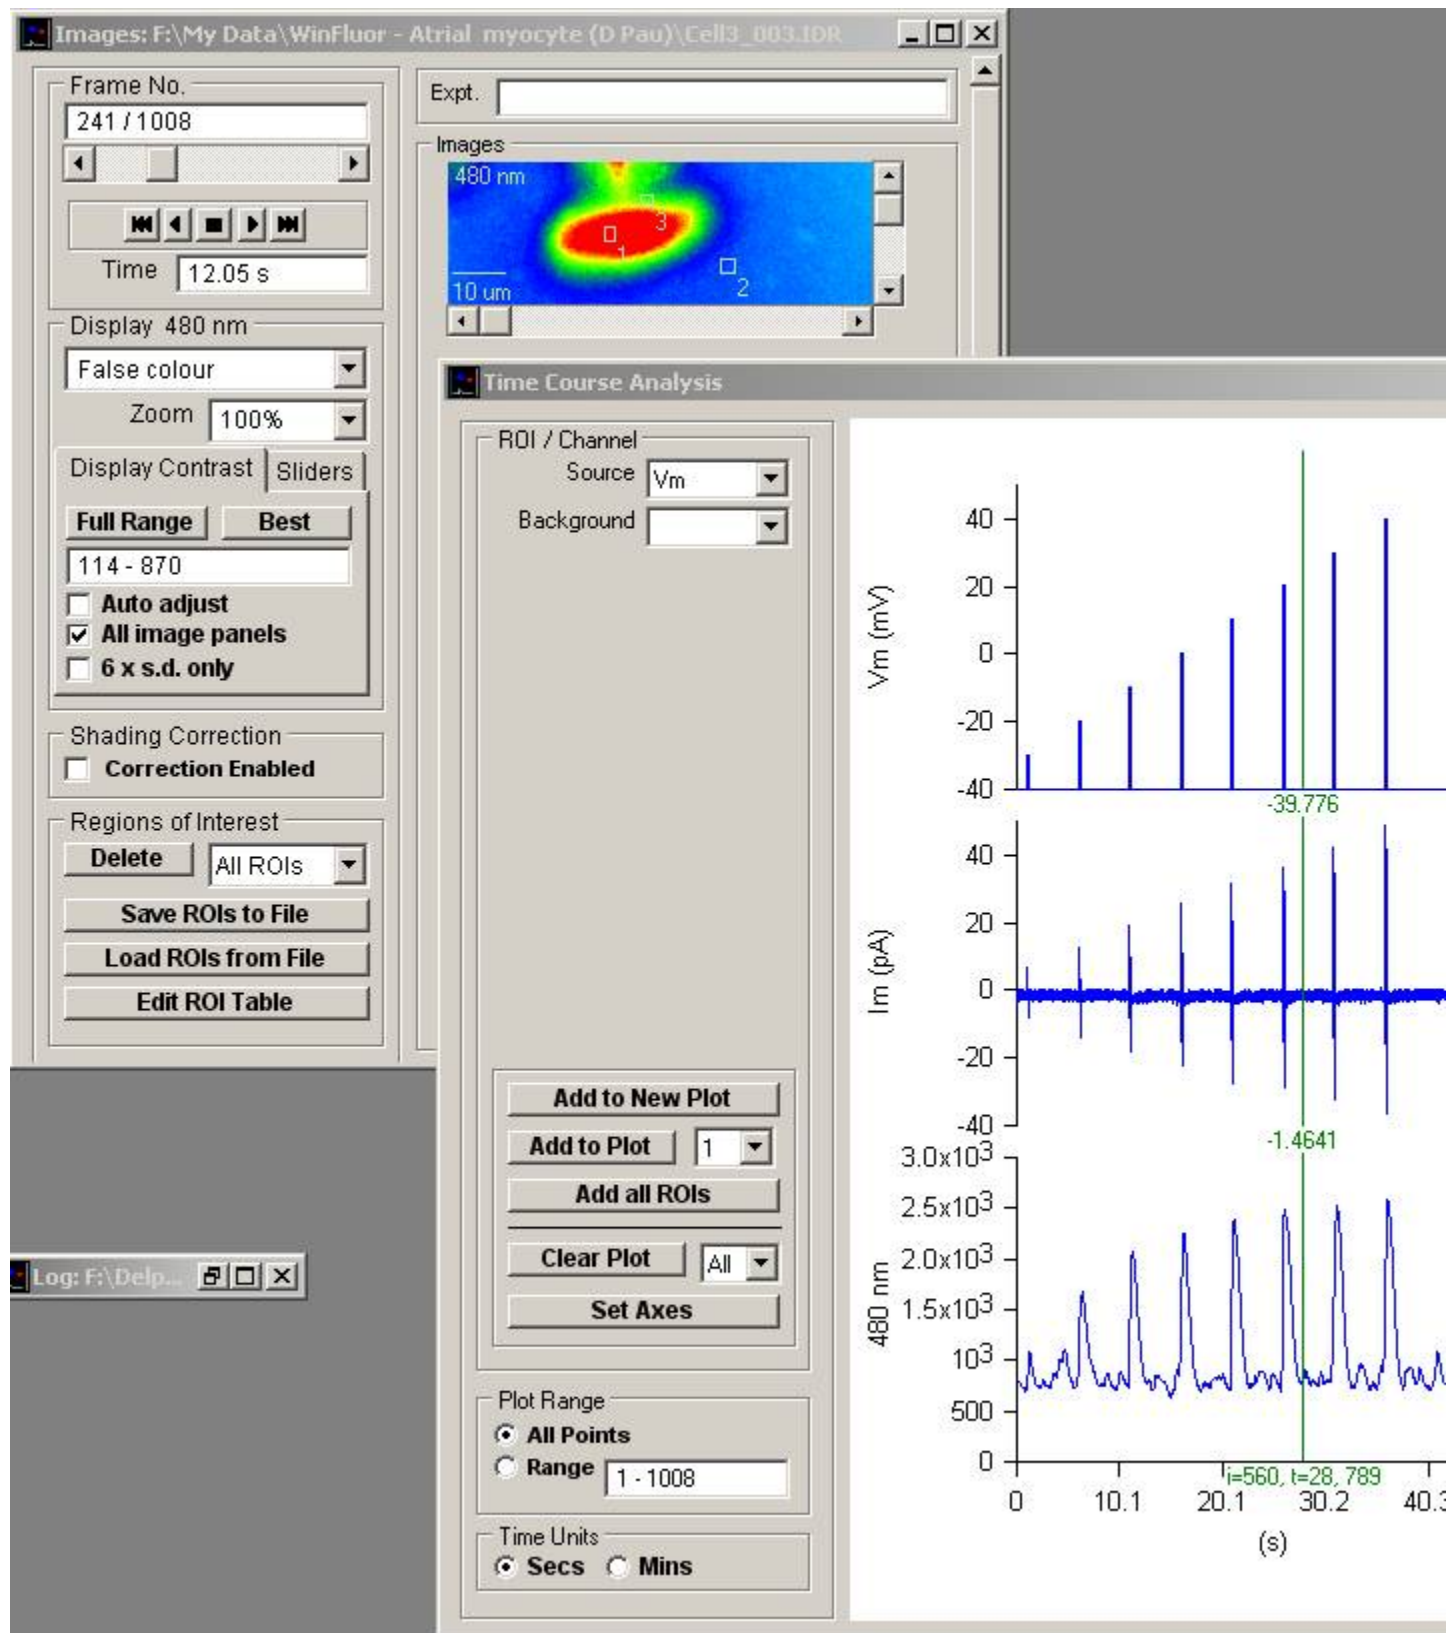 Images: F:\My Data\WinFluor - Atrial myocyte (D Pau)\Cell3_003.IDR
Frame No.
241 / 1008
Time 12.05 s
Display 480 nm
False colour
Zoom 100%
Display Contrast Sliders
Full Range Best
114 - 870
Auto adjust
All image panels
6 x s.d. only
Shading Correction
Correction Enabled
Regions of Interest
Delete All ROIs
Save ROIs to File
Load ROIs from File
Edit ROI Table
Expt.
Images
480 nm
3
1
2
10 um
Time Course Analysis
ROI / Channel
Source Vm
Background
Add to New Plot
Add to Plot 1
Add all ROIs
Clear Plot All
Set Axes
Plot Range
All Points
Range 1 - 1008
Time Units
Secs Mins
Vm (mV)
40
20
0
-20
-40
-39.776
Im (pA)
40
20
0
-20
-40
-1.4641
480 nm
3.0x10³
2.5x10³
2.0x10³
1.5x10³
10³
500
0
i=560, t=28, 789
0 10.1 20.1 30.2 40.3
(s)
Log: F:\Delp...